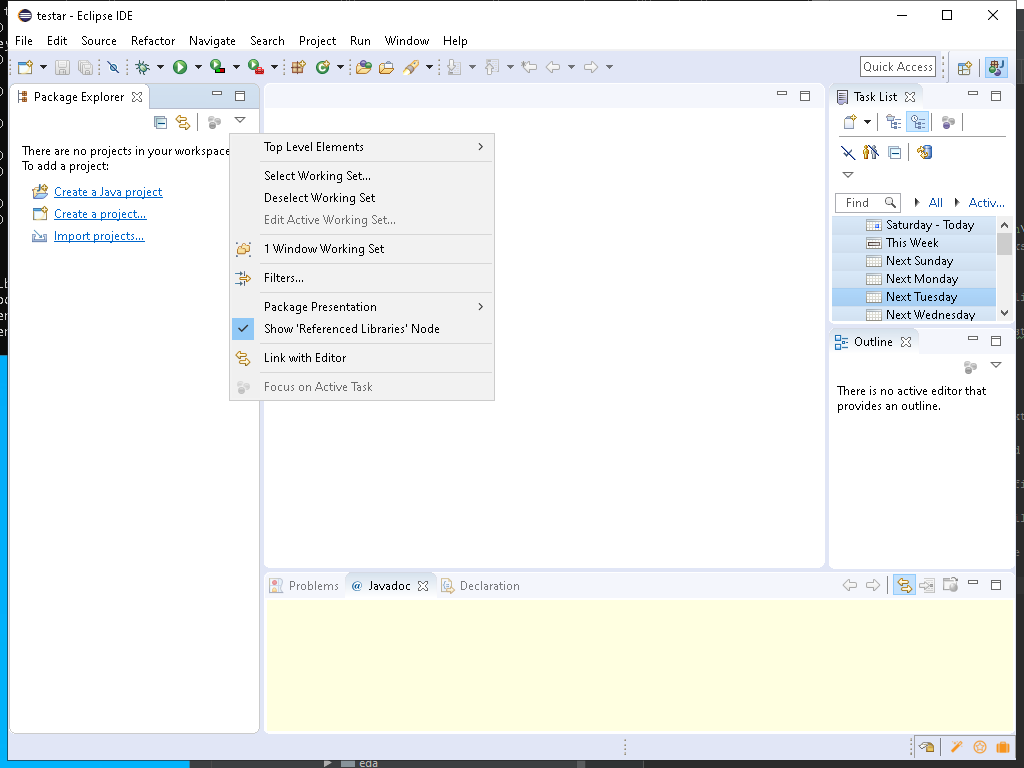 testar - Eclipse IDE
File Edit Source Refactor Navigate Search Project Run Window Help
Quick Access
Package Explorer
There are no projects in your workspace
To add a project:
Create a Java project
Create a project...
Import projects...
Top Level Elements
Select Working Set...
Deselect Working Set
Edit Active Working Set...
1 Window Working Set
Filters...
Package Presentation
Show 'Referenced Libraries' Node
Link with Editor
Focus on Active Task
Task List
Find All Activ...
Saturday - Today
This Week
Next Sunday
Next Monday
Next Tuesday
Next Wednesday
Outline
There is no active editor that
provides an outline.
Problems @ Javadoc Declaration
eda